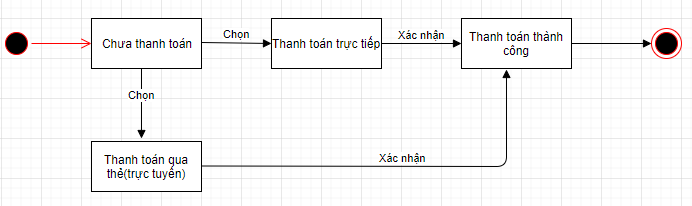 Chưa thanh toán
Chọn
Thanh toán trực tiếp
Xác nhận
Thanh toán thành
công
Chọn
Thanh toán qua
thẻ(trực tuyến)
Xác nhận